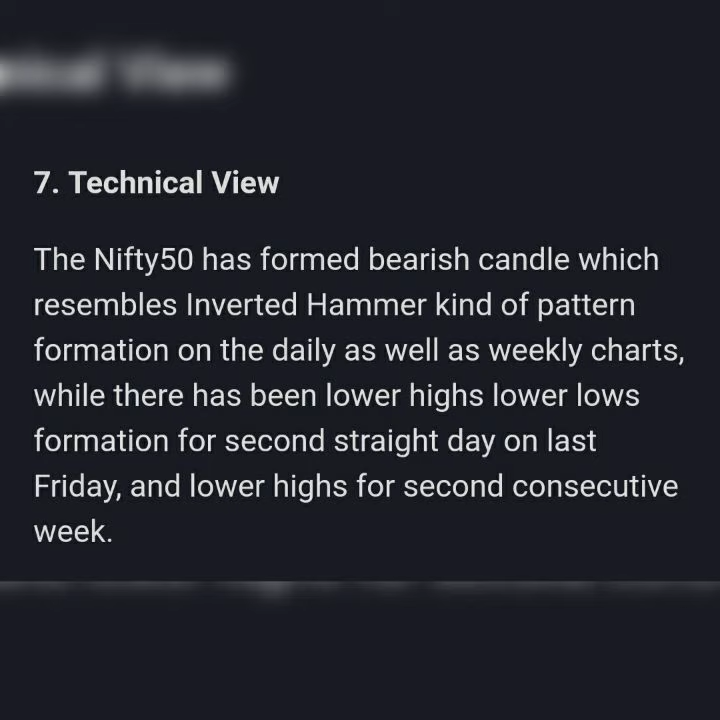 7. Technical View
The Nifty50 has formed bearish candle which
resembles Inverted Hammer kind of pattern
formation on the daily as well as weekly charts,
while there has been lower highs lower lows
formation for second straight day on last
Friday, and lower highs for second consecutive
week.